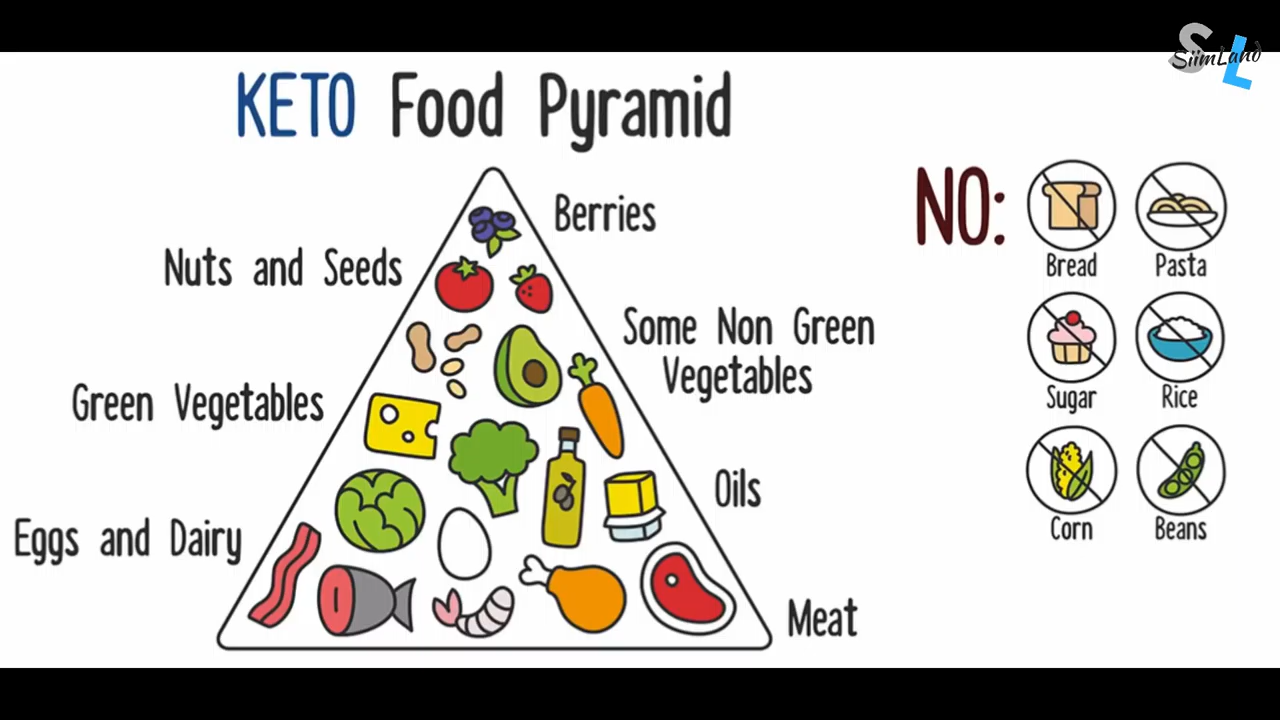 S L
SiimLand
KETO Food Pyramid
Berries
Nuts and Seeds
Some Non Green
Vegetables
Green Vegetables
Oils
Eggs and Dairy
Meat
NO:
Bread
Pasta
Sugar
Rice
Corn
Beans